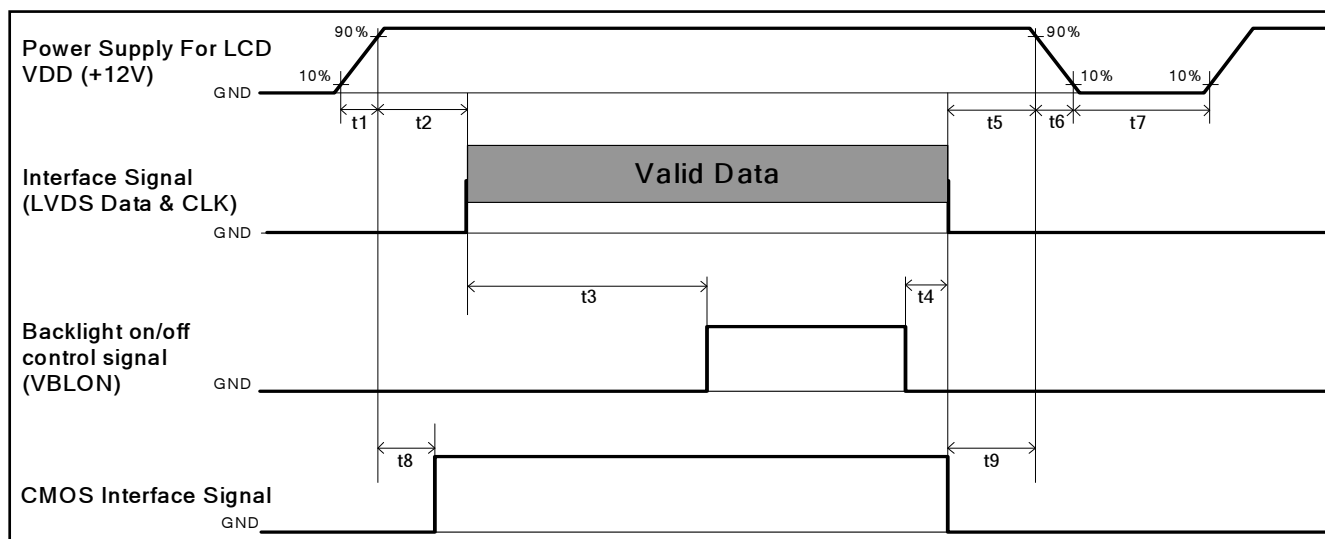 Power Supply For LCD
VDD (+12V)
90%
10%
GND
90%
10%
10%
t1
t2
t5
t6
t7
Interface Signal
(LVDS Data & CLK)
GND
Valid Data
t3
t4
Backlight on/off
control signal
(VBLON)
GND
t8
t9
CMOS Interface Signal
GND